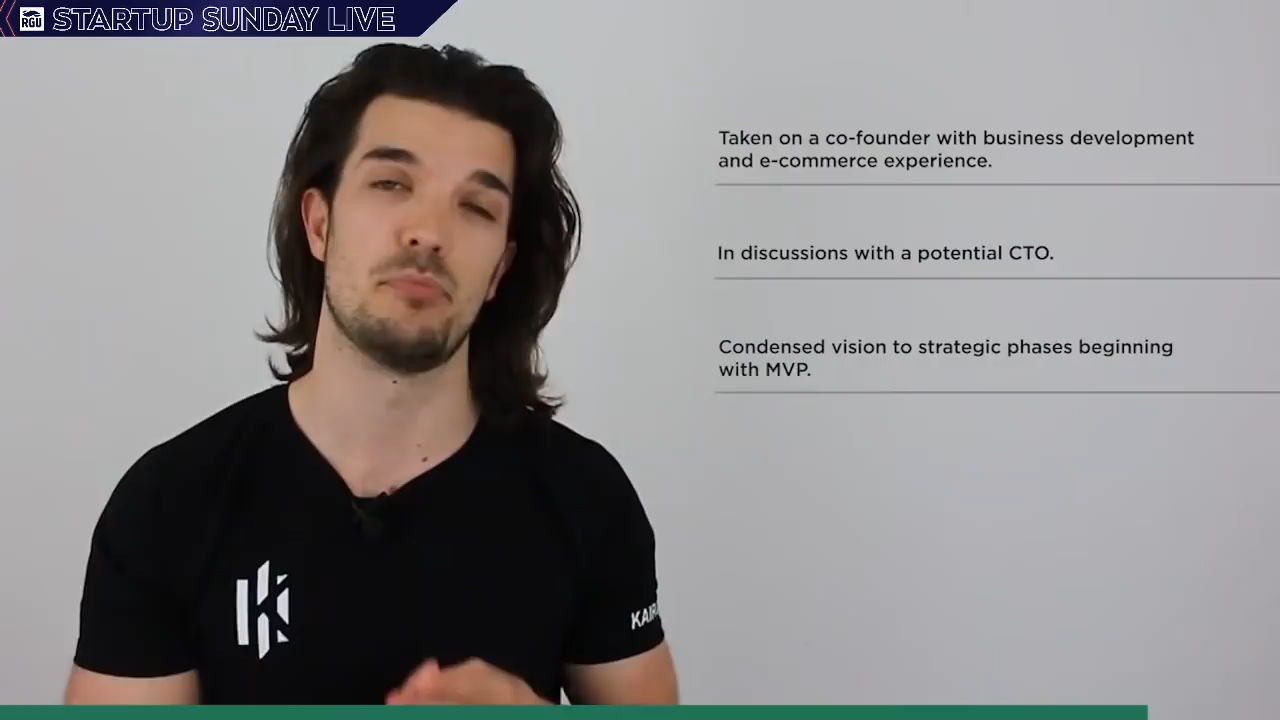 RGU STARTUP SUNDAY LIVE
Taken on a co-founder with business development
and e-commerce experience.
In discussions with a potential CTO.
Condensed vision to strategic phases beginning
with MVP.